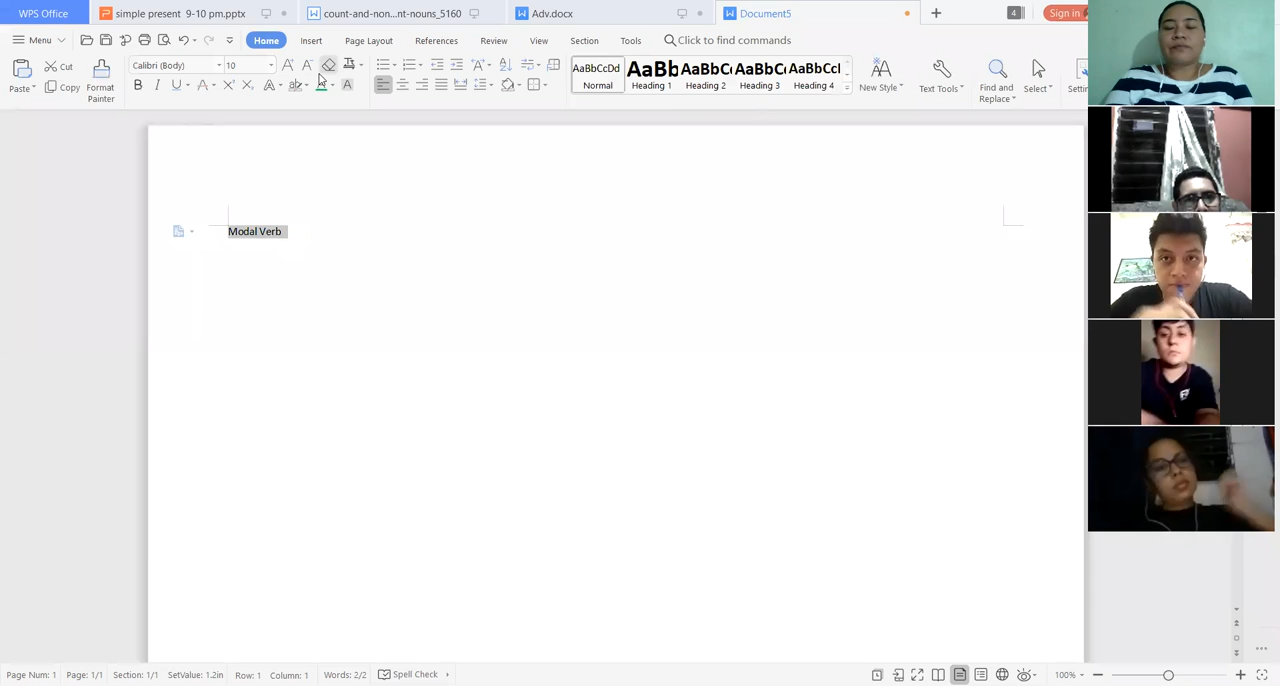 WPS Office
simple present 9-10 pm.pptx
count-and-non...nt-nouns_5160
Adv.docx
Document5
4
Sign in
Menu
Home
Insert
Page Layout
References
Review
View
Section
Tools
Click to find commands
Paste
Cut
Copy
Format Painter
Calibri (Body)
10
AaBbCcDd
Normal
AaBb
Heading 1
AaBbC
Heading 2
AaBbC
Heading 3
AaBbCcI
Heading 4
New Style
Text Tools
Find and Replace
Select
Modal Verb
Page Num: 1
Page: 1/1
Section: 1/1
SetValue: 1.2in
Row: 1
Column: 1
Words: 2/2
Spell Check
100%